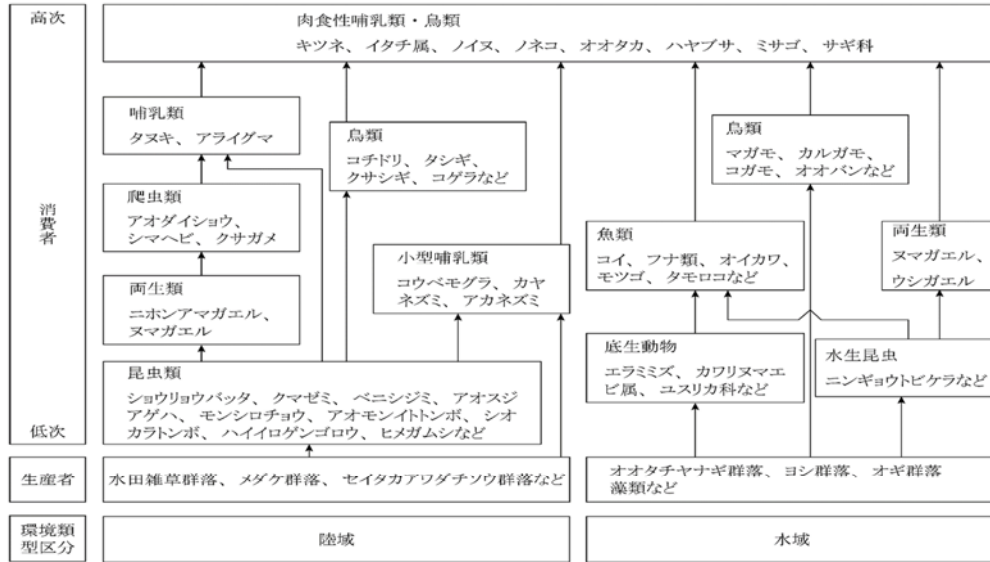 高次
肉食性哺乳類・鳥類
キツネ、イタチ属、ノイヌ、ノネコ、オオタカ、ハヤブサ、ミサゴ、サギ科
哺乳類
タヌキ、アライグマ
鳥類
コチドリ、タシギ、
クサシギ、コゲラなど
鳥類
マガモ、カルガモ、
コガモ、オオバンなど
消費者
爬虫類
アオダイショウ、
シマヘビ、クサガメ
小型哺乳類
コウベモグラ、カヤ
ネズミ、アカネズミ
魚類
コイ、フナ類、オイカワ、
モツゴ、タモロコなど
両生類
ヌマガエル、
ウシガエル
両生類
ニホンアマガエル、
ヌマガエル
昆虫類
ショウリョウバッタ、クマゼミ、ベニシジミ、アオスジ
アゲハ、モンシロチョウ、アオモンイトトンボ、シオ
カラトンボ、ハイイロゲンゴロウ、ヒメガムシなど
底生動物
エラミミズ、カワリヌマエ
ビ属、ユスリカ科など
水生昆虫
ニンギョウトビケラなど
低次
生産者
水田雑草群落、メダケ群落、セイタカアワダチソウ群落など
オオタチヤナギ群落、ヨシ群落、オギ群落
藻類など
環境類
型区分
陸域
水域